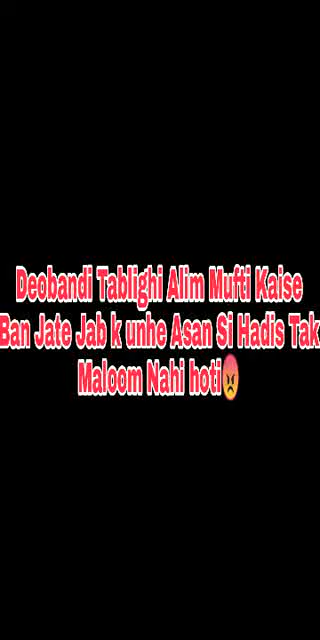 Deobandi Tablighi Alim Mufti Kaise
Ban Jate Jab k unhe Asan Si Hadis Tak
Maloom Nahi hoti😡